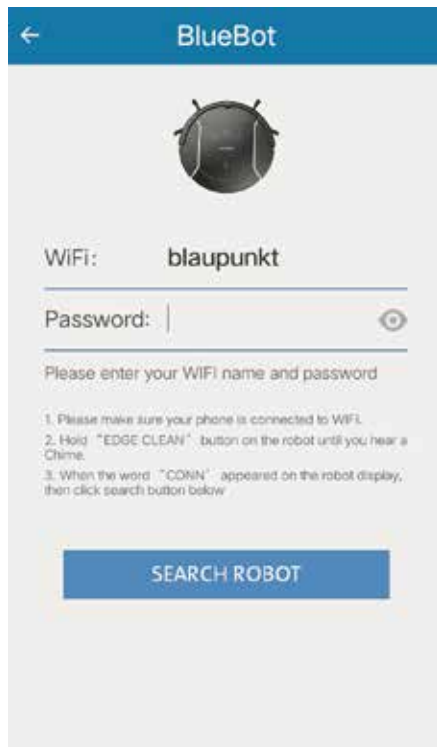 BlueBot
WiFi: blaupunkt
Password:
Please enter your WIFI name and password
1. Please make sure your phone is connected to WiFi.
2. Hold “EDGE CLEAN” button on the robot until you hear a
Chime.
3. When the word “CONN” appeared on the robot display,
then click search button below
SEARCH ROBOT